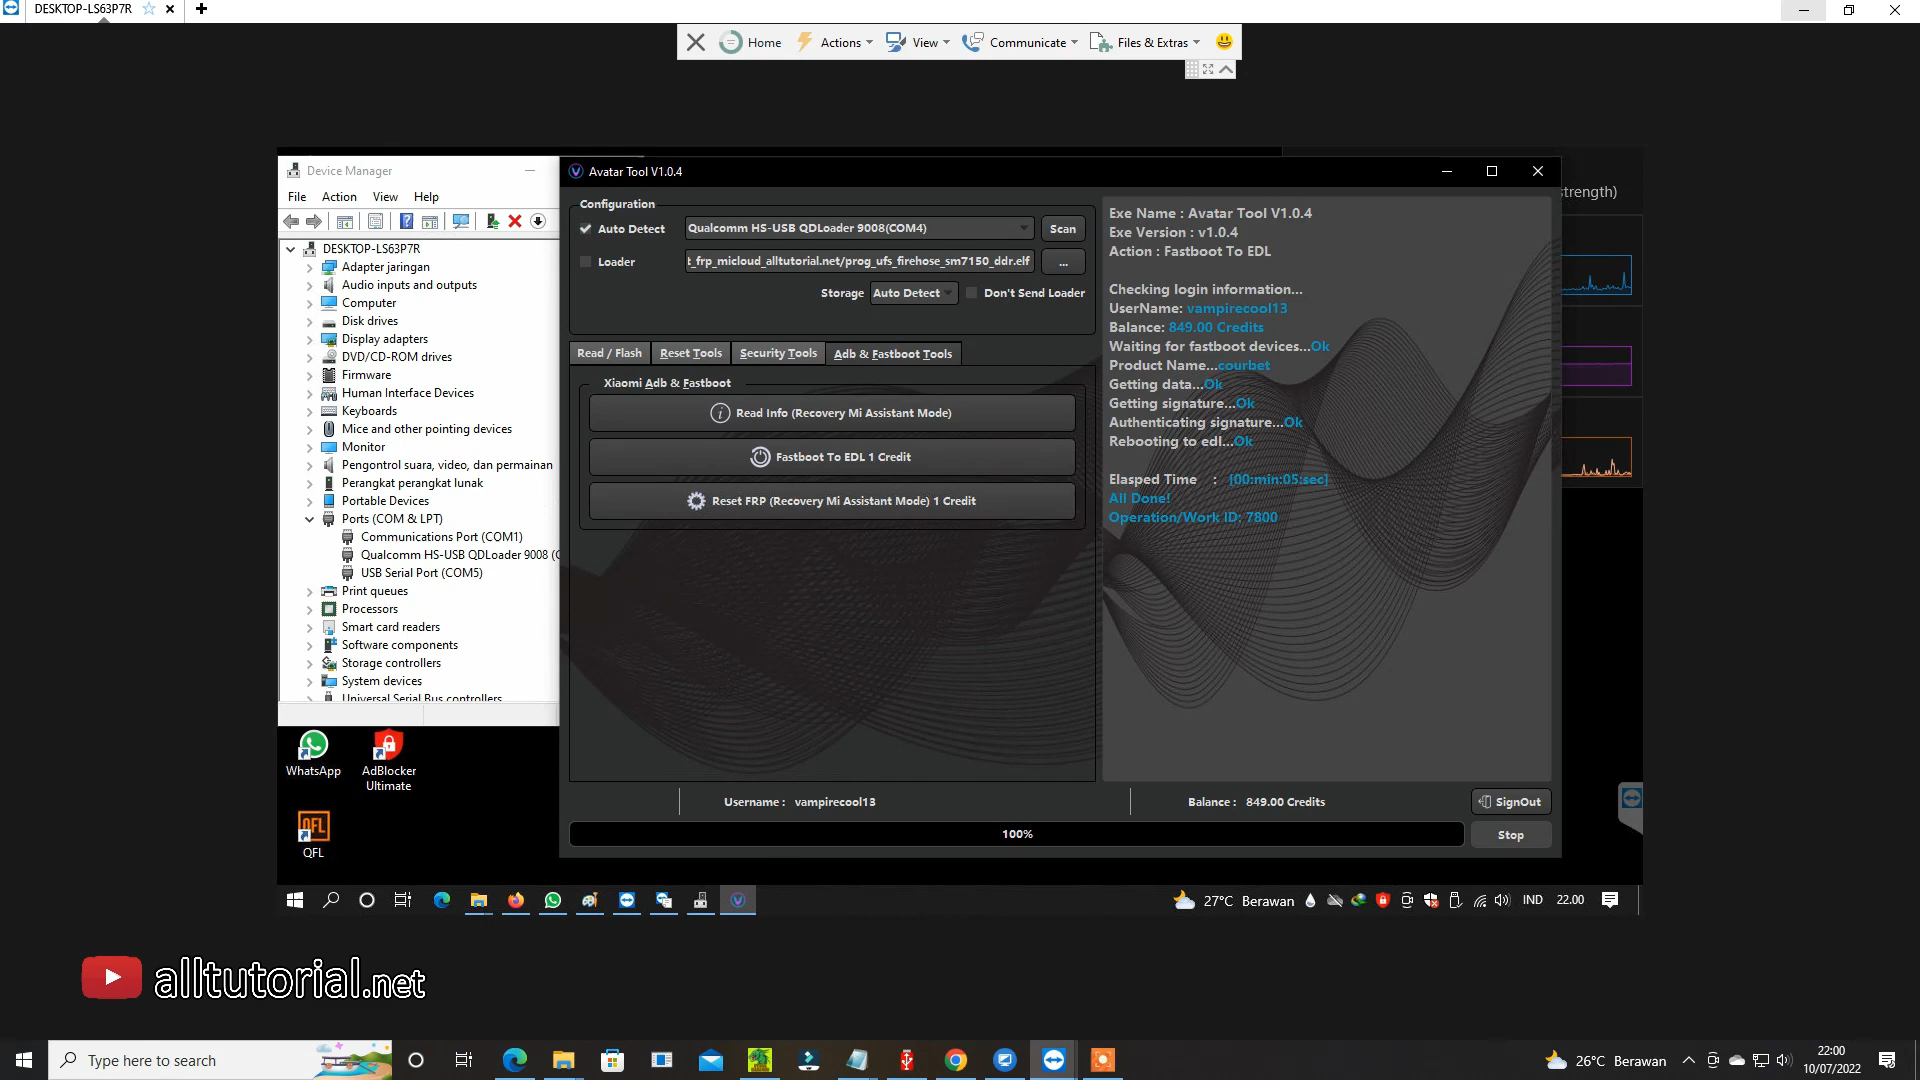 DESKTOP-LS63P7R
Home
Actions
View
Communicate
Files & Extras
Device Manager
File Action View Help
DESKTOP-LS63P7R
Adapter jaringan
Audio inputs and outputs
Computer
Disk drives
Display adapters
DVD/CD-ROM drives
Firmware
Human Interface Devices
Keyboards
Mice and other pointing devices
Monitor
Pengontrol suara, video, dan permainan
Perangkat perangkat lunak
Portable Devices
Ports (COM & LPT)
Communications Port (COM1)
Qualcomm HS-USB QDLoader 9008 (
USB Serial Port (COM5)
Print queues
Processors
Smart card readers
Software components
Storage controllers
System devices
Universal Serial Bus controllers
Avatar Tool V1.0.4
Configuration
Auto Detect
Qualcomm HS-USB QDLoader 9008(COM4)
Scan
Loader
t_frp_micloud_alltutorial.net/prog_ufs_firehose_sm7150_ddr.elf
...
Storage
Auto Detect
Don't Send Loader
Read / Flash
Reset Tools
Security Tools
Adb & Fastboot Tools
Xiaomi Adb & Fastboot
Read Info (Recovery Mi Assistant Mode)
Fastboot To EDL 1 Credit
Reset FRP (Recovery Mi Assistant Mode) 1 Credit
Exe Name : Avatar Tool V1.0.4
Exe Version : v1.0.4
Action : Fastboot To EDL
Checking login information...
UserName: vampirecool13
Balance: 849.00 Credits
Waiting for fastboot devices...Ok
Product Name...courbet
Getting data...Ok
Getting signature...Ok
Authenticating signature...Ok
Rebooting to edl...Ok
Elasped Time : [00:min:05:sec]
All Done!
Operation/Work ID: 7800
strength)
Username : vampirecool13
Balance : 849.00 Credits
SignOut
100%
Stop
WhatsApp
AdBlocker
Ultimate
QFL
QFL
27°C Berawan
IND
22.00
alltutorial.net
Type here to search
26°C Berawan
22:00
10/07/2022